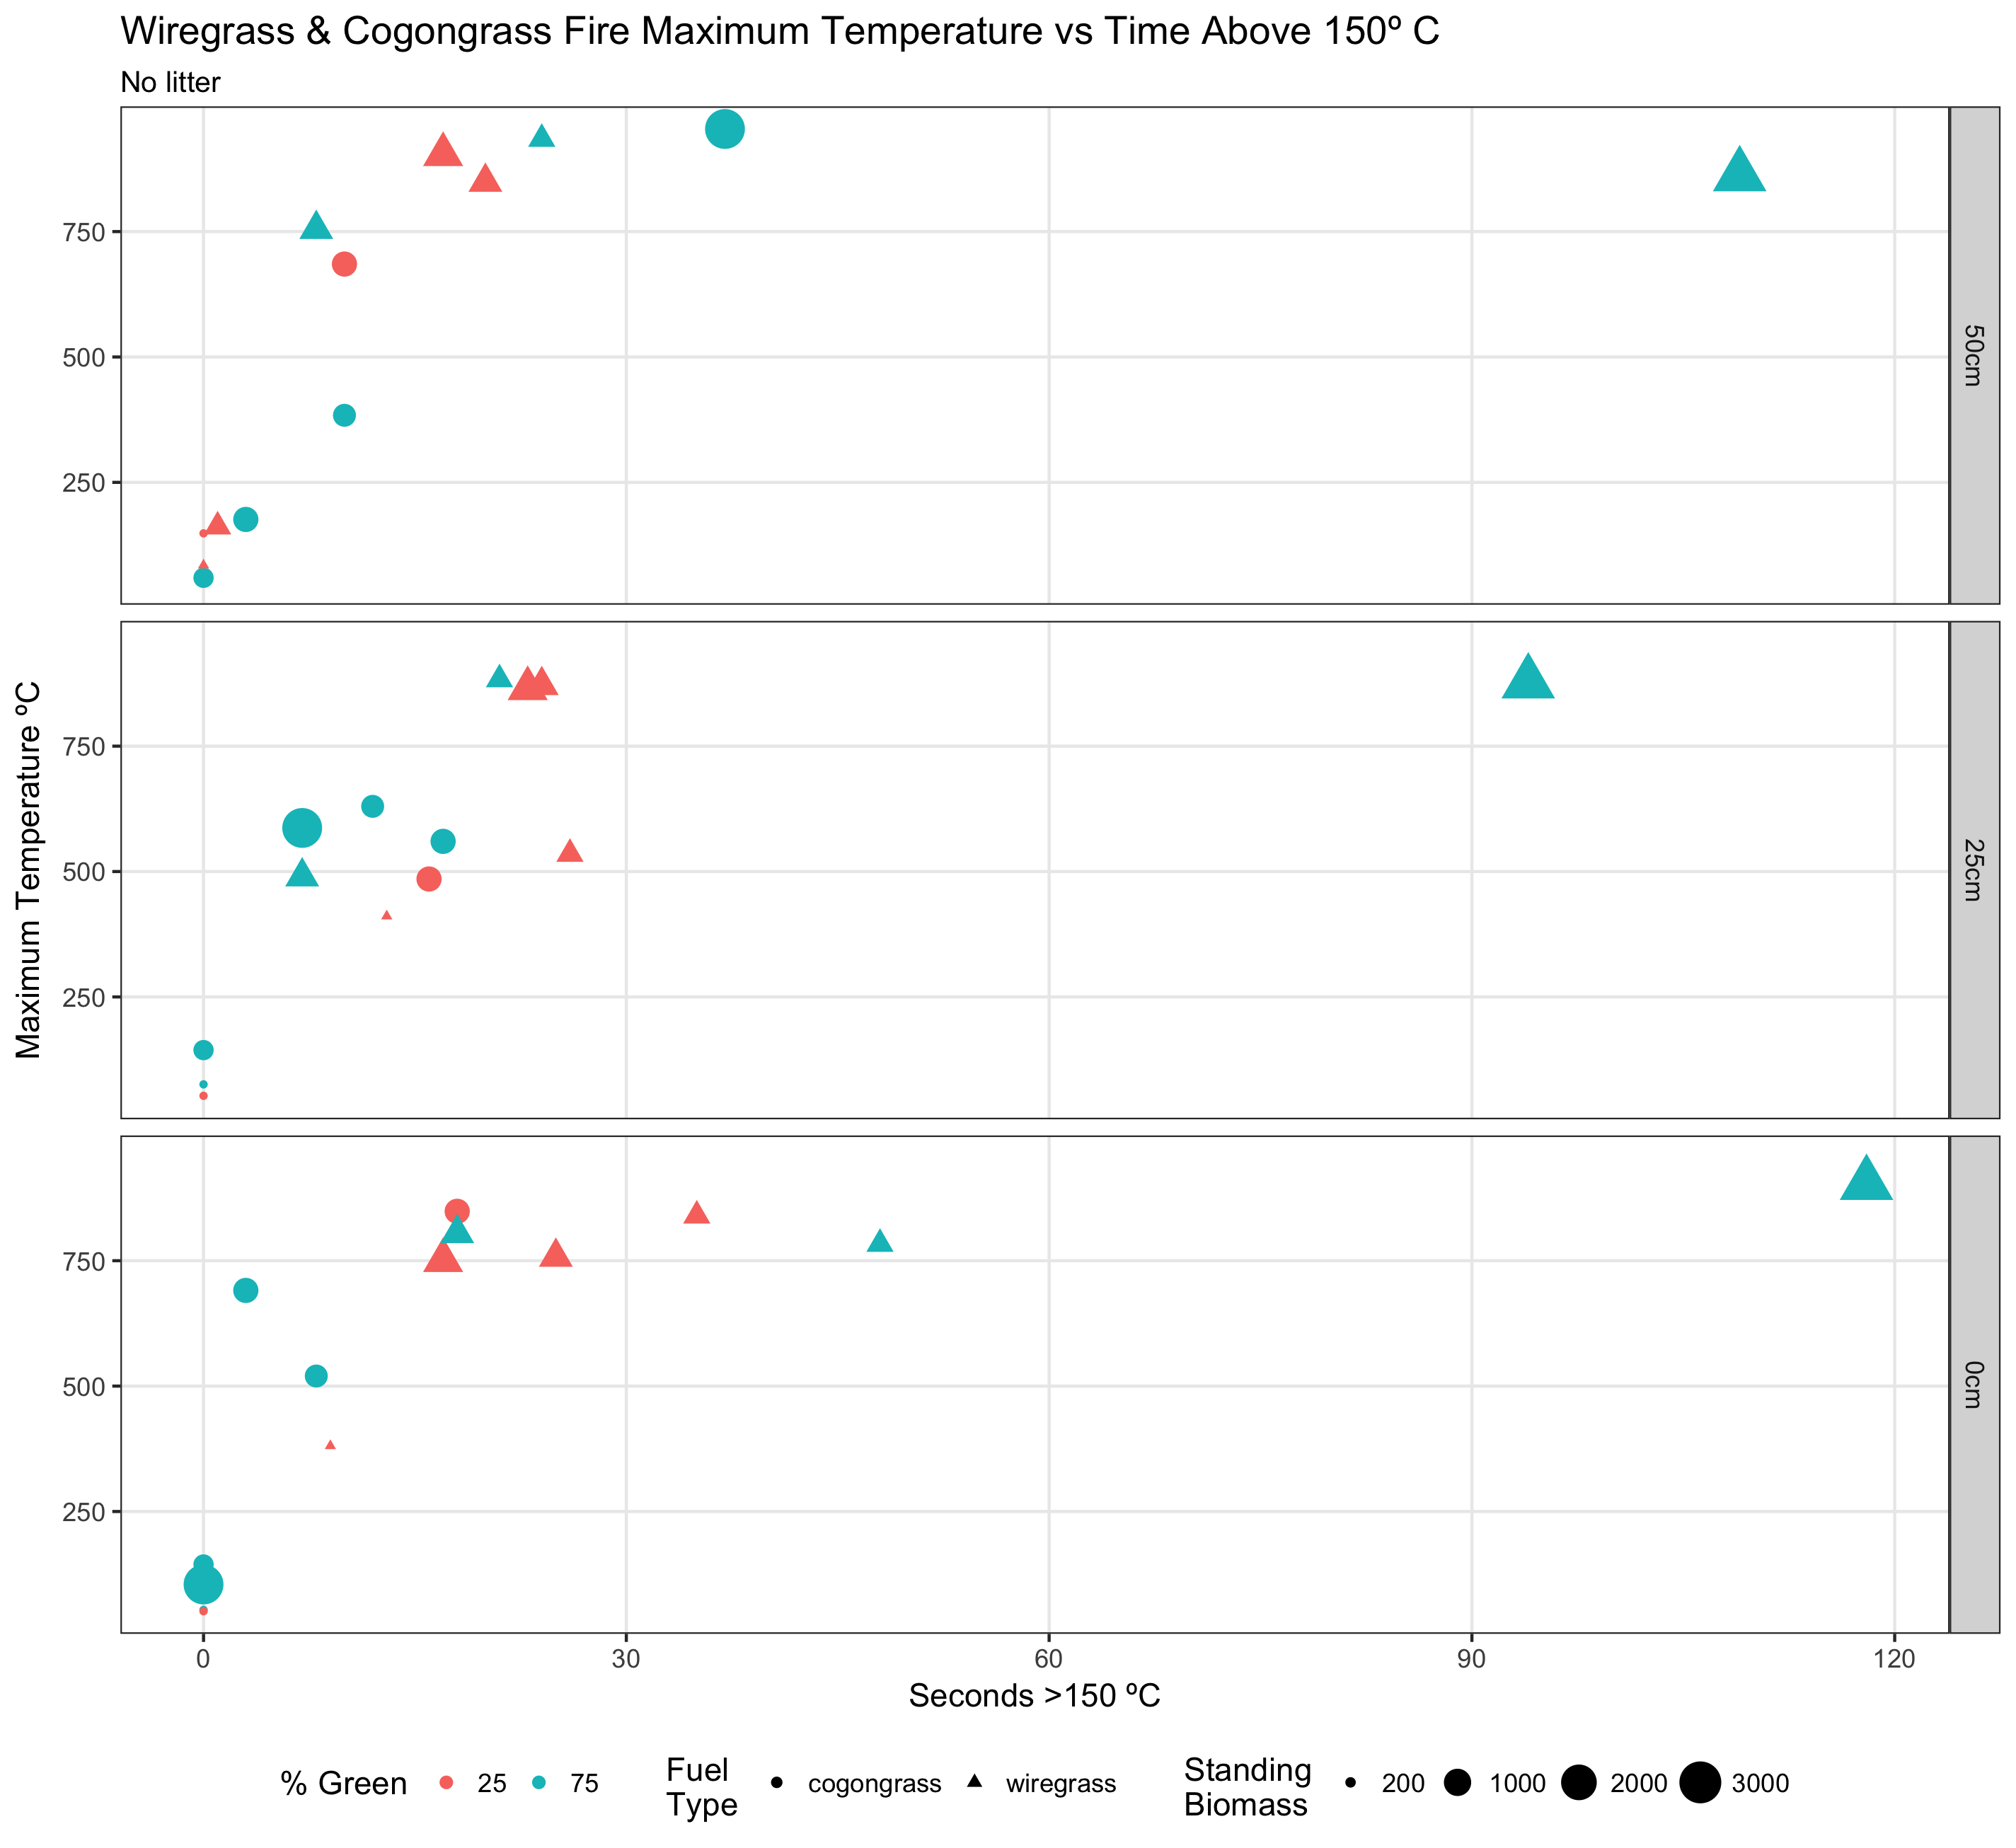 Wiregrass & Cogongrass Fire Maximum Temperature vs Time Above 150º C
No litter
750
500
250
50cm
Maximum Temperature ºC
750
500
250
25cm
750
500
250
0cm
0
30
60
90
120
Seconds >150 ºC
% Green
25
75
Fuel
Type
cogongrass
wiregrass
Standing
Biomass
200
1000
2000
3000